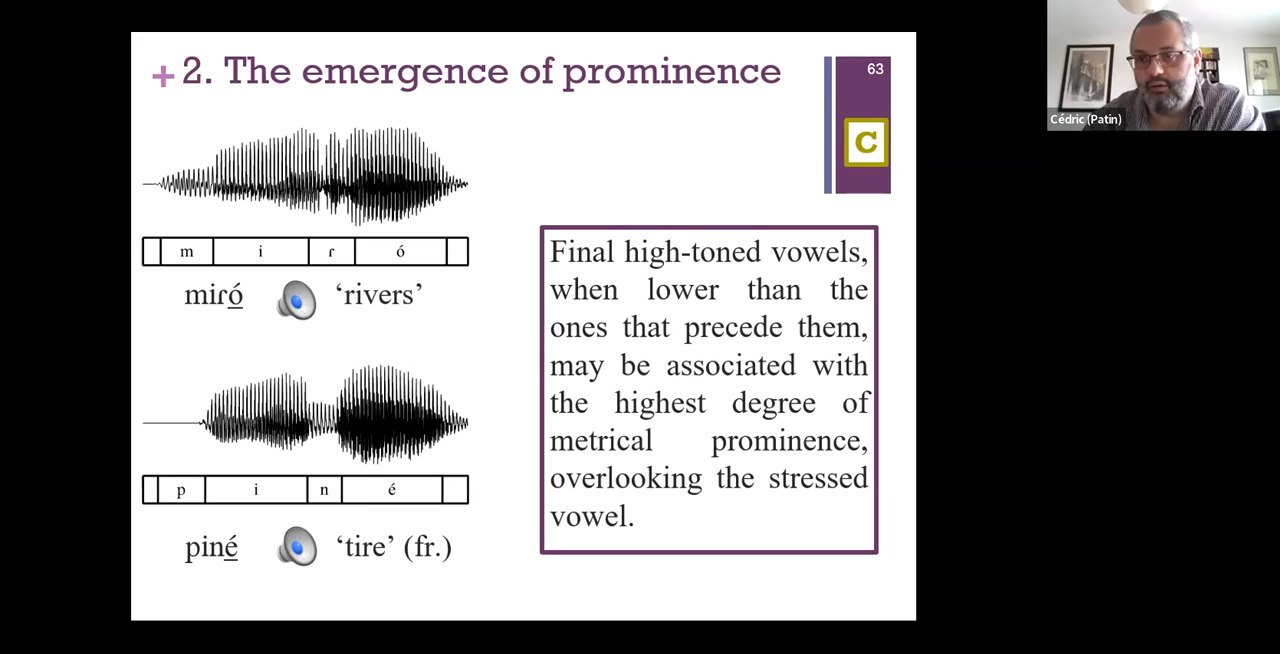 + 2. The emergence of prominence
63
C
m i ɾ ó
miró ‘rivers’
p i n é
piné ‘tire’ (fr.)
Final high-toned vowels,
when lower than the
ones that precede them,
may be associated with
the highest degree of
metrical prominence,
overlooking the stressed
vowel.
Cédric (Patin)